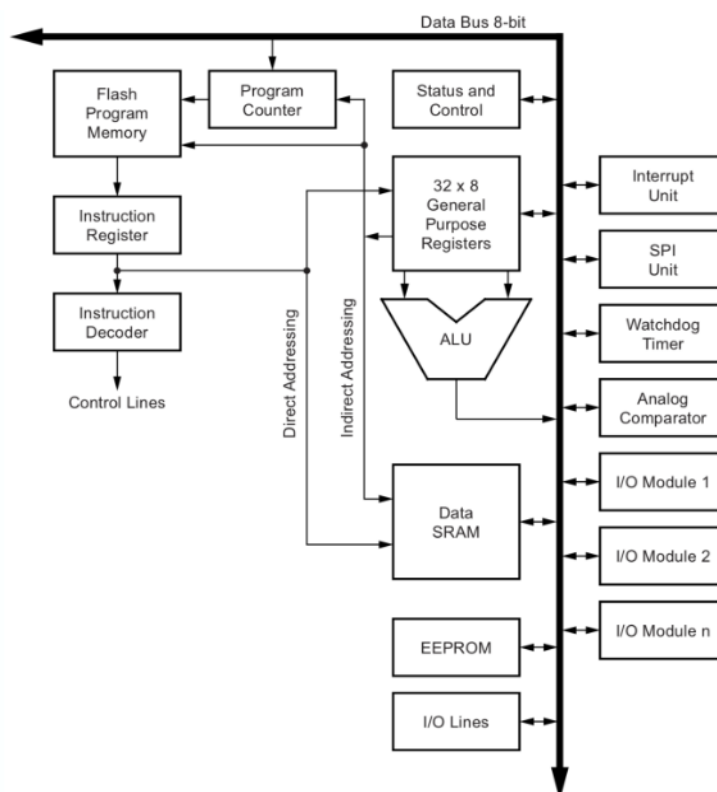 Data Bus 8-bit
Flash
Program
Memory
Program
Counter
Status and
Control
Instruction
Register
32 x 8
General
Purpose
Registers
Interrupt
Unit
SPI
Unit
Instruction
Decoder
Control Lines
Direct Addressing
Indirect Addressing
ALU
Watchdog
Timer
Analog
Comparator
Data
SRAM
I/O Module 1
I/O Module 2
I/O Module n
EEPROM
I/O Lines